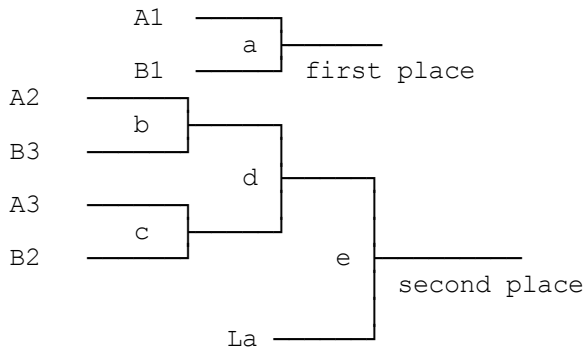 A1
a
B1
first place
A2
b
B3
d
A3
c
B2
e
second place
La